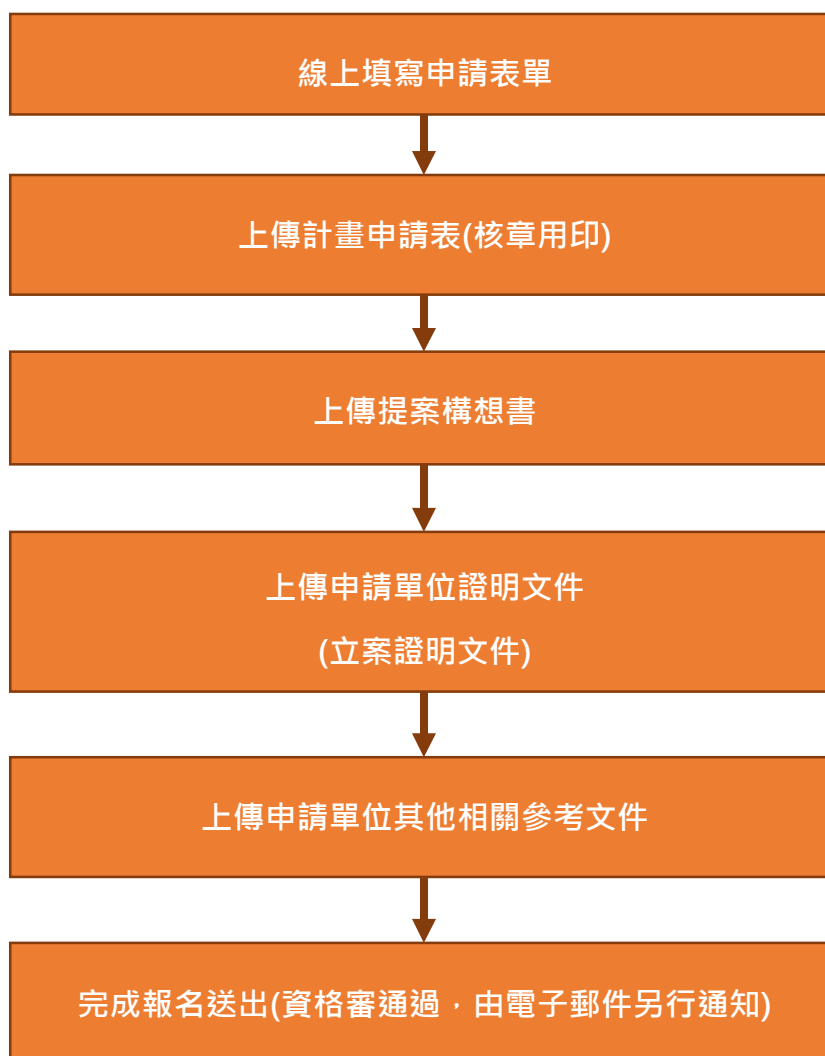 線上填寫申請表單
上傳計畫申請表(核章用印)
上傳提案構想書
上傳申請單位證明文件
(立案證明文件)
上傳申請單位其他相關參考文件
完成報名送出(資格審通過，由電子郵件另行通知)